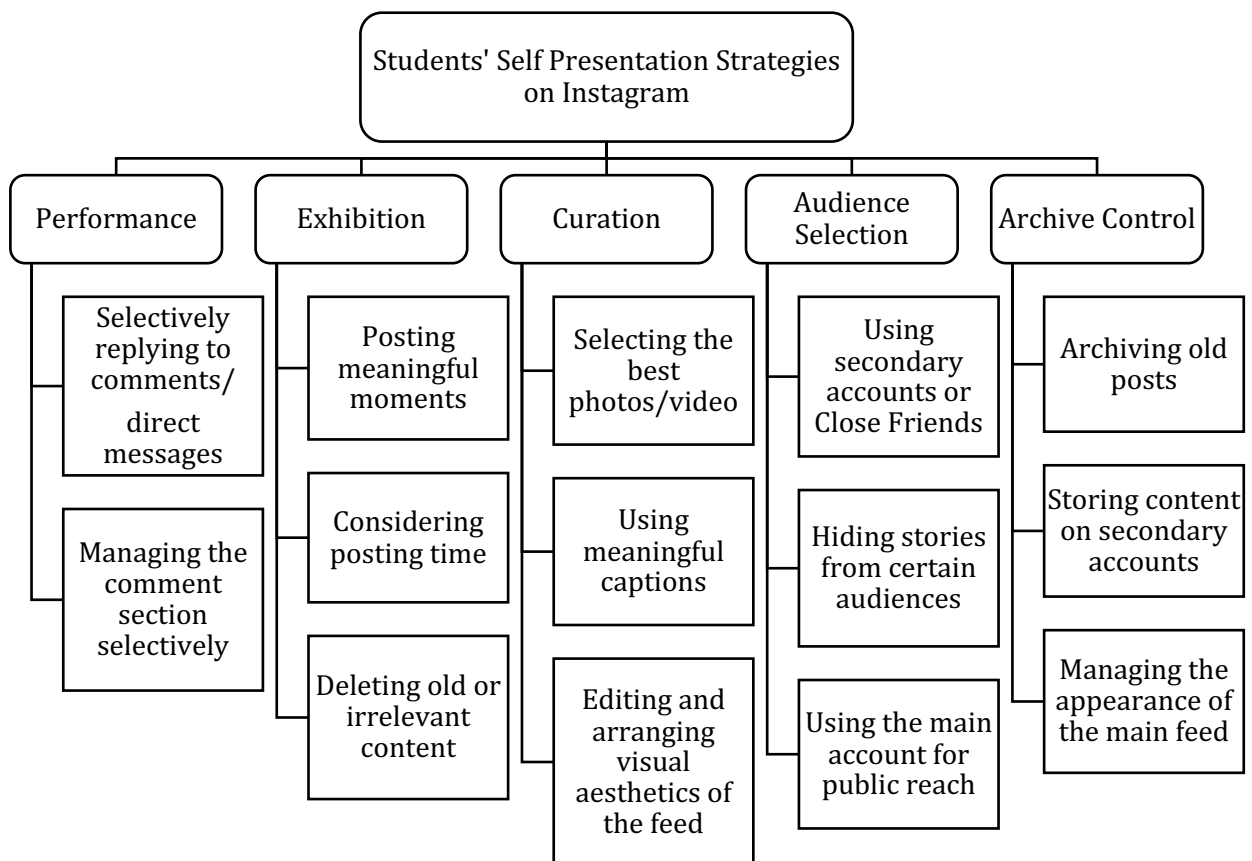 Students' Self Presentation Strategies
on Instagram
Performance
Selectively
replying to
comments/
direct
messages
Managing the
comment
section
selectively
Exhibition
Posting
meaningful
moments
Considering
posting time
Deleting old or
irrelevant
content
Curation
Selecting the
best
photos/video
Using
meaningful
captions
Editing and
arranging
visual
aesthetics of
the feed
Audience
Selection
Using
secondary
accounts or
Close Friends
Hiding stories
from certain
audiences
Using the main
account for
public reach
Archive Control
Archiving old
posts
Storing content
on secondary
accounts
Managing the
appearance of
the main feed